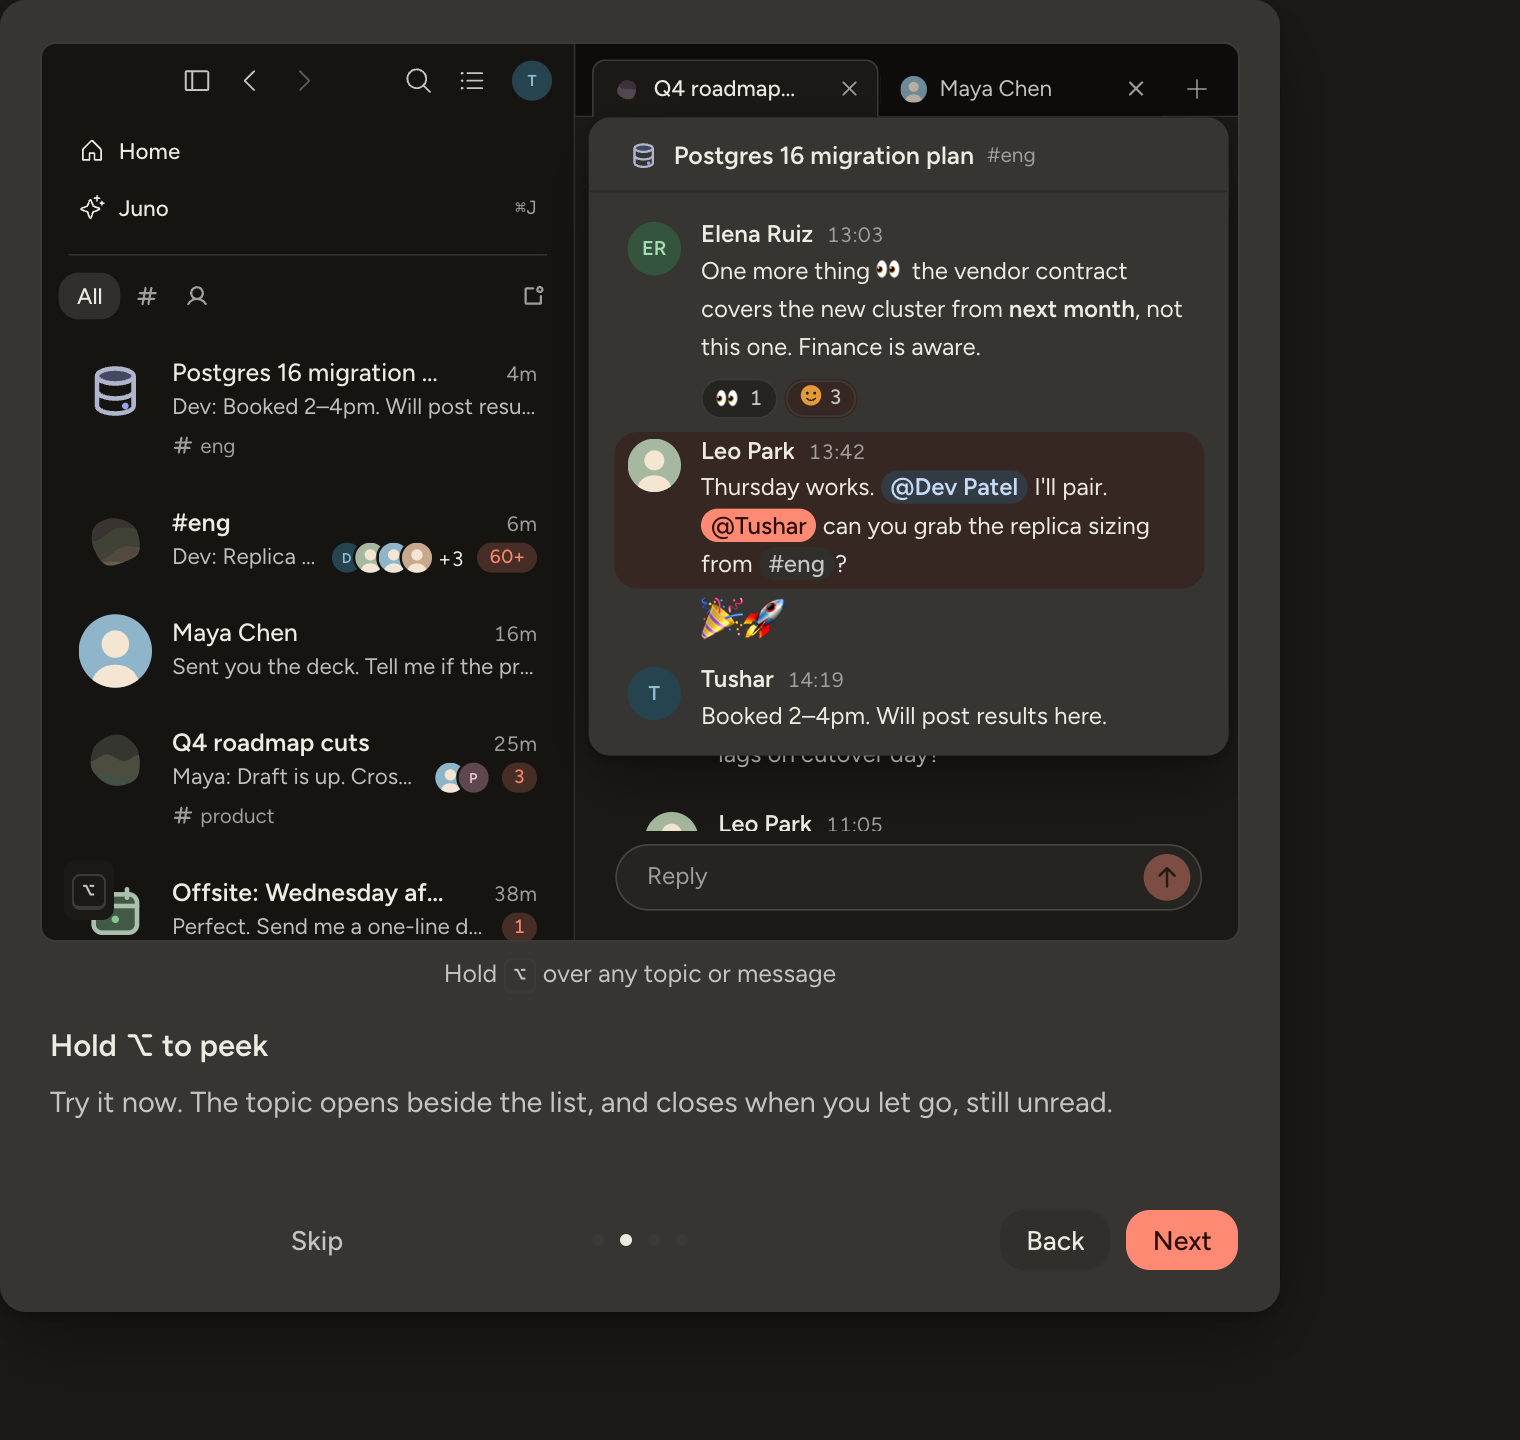 T
Home
Juno
⌘J
All
Postgres 16 migration ...
4m
Dev: Booked 2–4pm. Will post resu...
# eng
#eng
6m
Dev: Replica ...
D
+3
60+
Maya Chen
16m
Sent you the deck. Tell me if the pr...
Q4 roadmap cuts
25m
Maya: Draft is up. Cros...
P
3
# product
⌥
Offsite: Wednesday af...
38m
Perfect. Send me a one-line d...
1
Q4 roadmap...
Maya Chen
Postgres 16 migration plan #eng
ER
Elena Ruiz 13:03
One more thing 👀 the vendor contract
covers the new cluster from next month, not
this one. Finance is aware.
👀 1
🙂 3
Leo Park 13:42
Thursday works. @Dev Patel I'll pair.
@Tushar can you grab the replica sizing
from #eng ?
🎉🚀
T
Tushar 14:19
Booked 2–4pm. Will post results here.
lags on cutover day?
Leo Park 11:05
Reply
Hold ⌥ over any topic or message
Hold ⌥ to peek
Try it now. The topic opens beside the list, and closes when you let go, still unread.
Skip
Back
Next